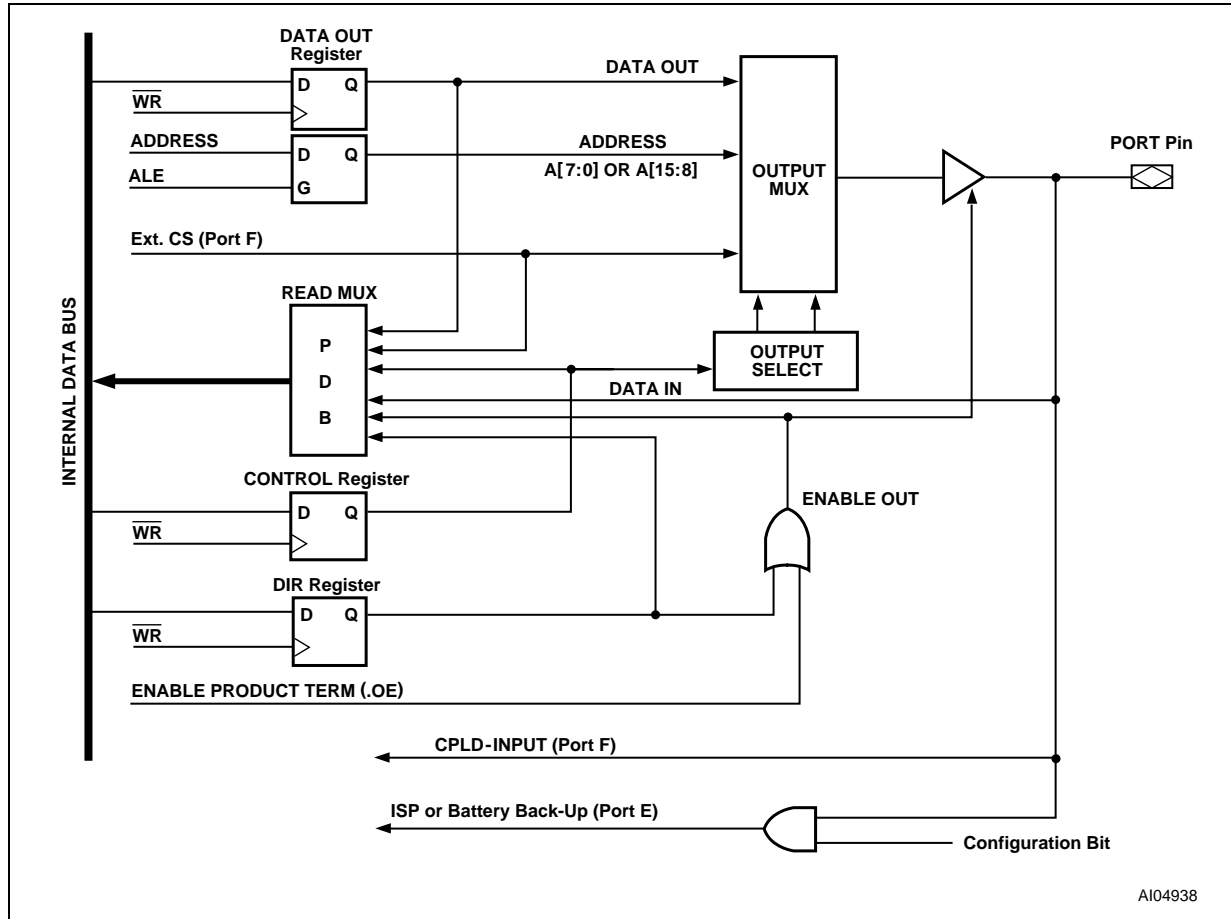 DATA OUT
Register
D Q
WR
DATA OUT
ADDRESS
ALE
D Q
G
ADDRESS
A[7:0] OR A[15:8]
OUTPUT
MUX
PORT Pin
Ext. CS (Port F)
READ MUX
P
D
B
OUTPUT
SELECT
DATA IN
INTERNAL DATA BUS
CONTROL Register
D Q
WR
ENABLE OUT
DIR Register
D Q
WR
ENABLE PRODUCT TERM (.OE)
CPLD-INPUT (Port F)
ISP or Battery Back-Up (Port E)
Configuration Bit
AI04938